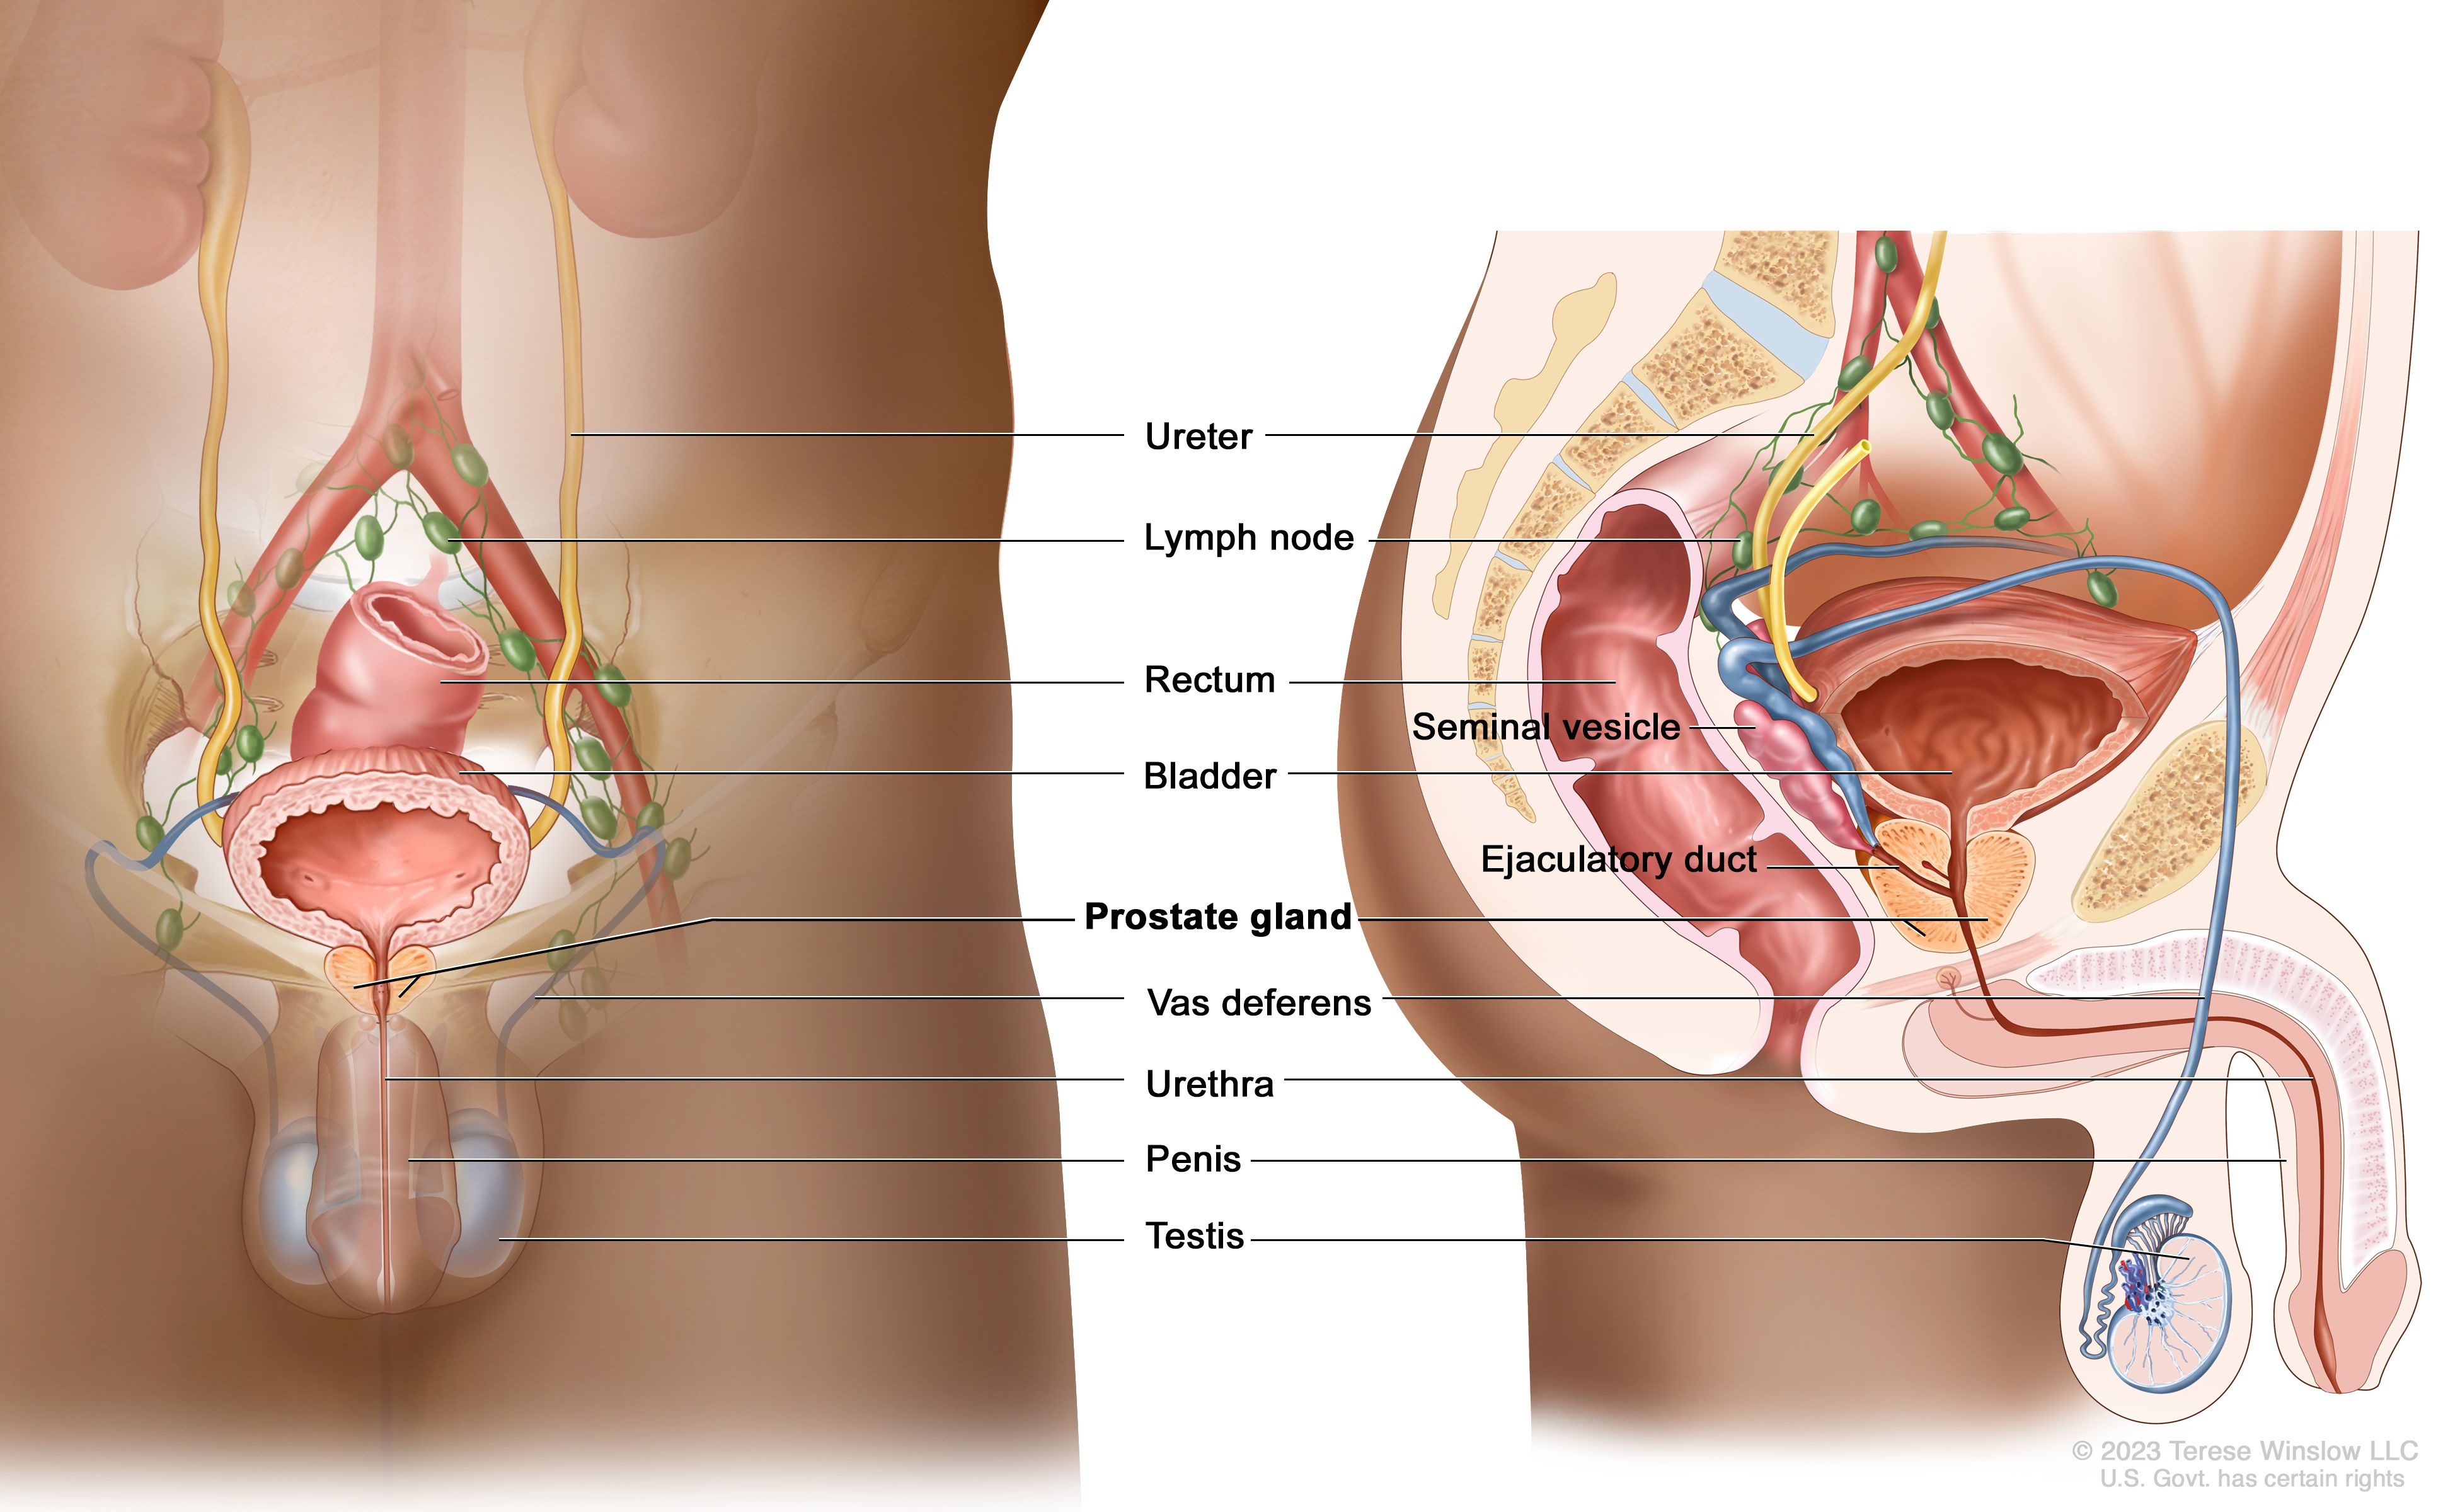 Ureter
Lymph node
Rectum
Seminal vesicle
Bladder
Ejaculatory duct
Prostate gland
Vas deferens
Urethra
Penis
Testis
© 2023 Terese Winslow LLC
U.S. Govt. has certain rights